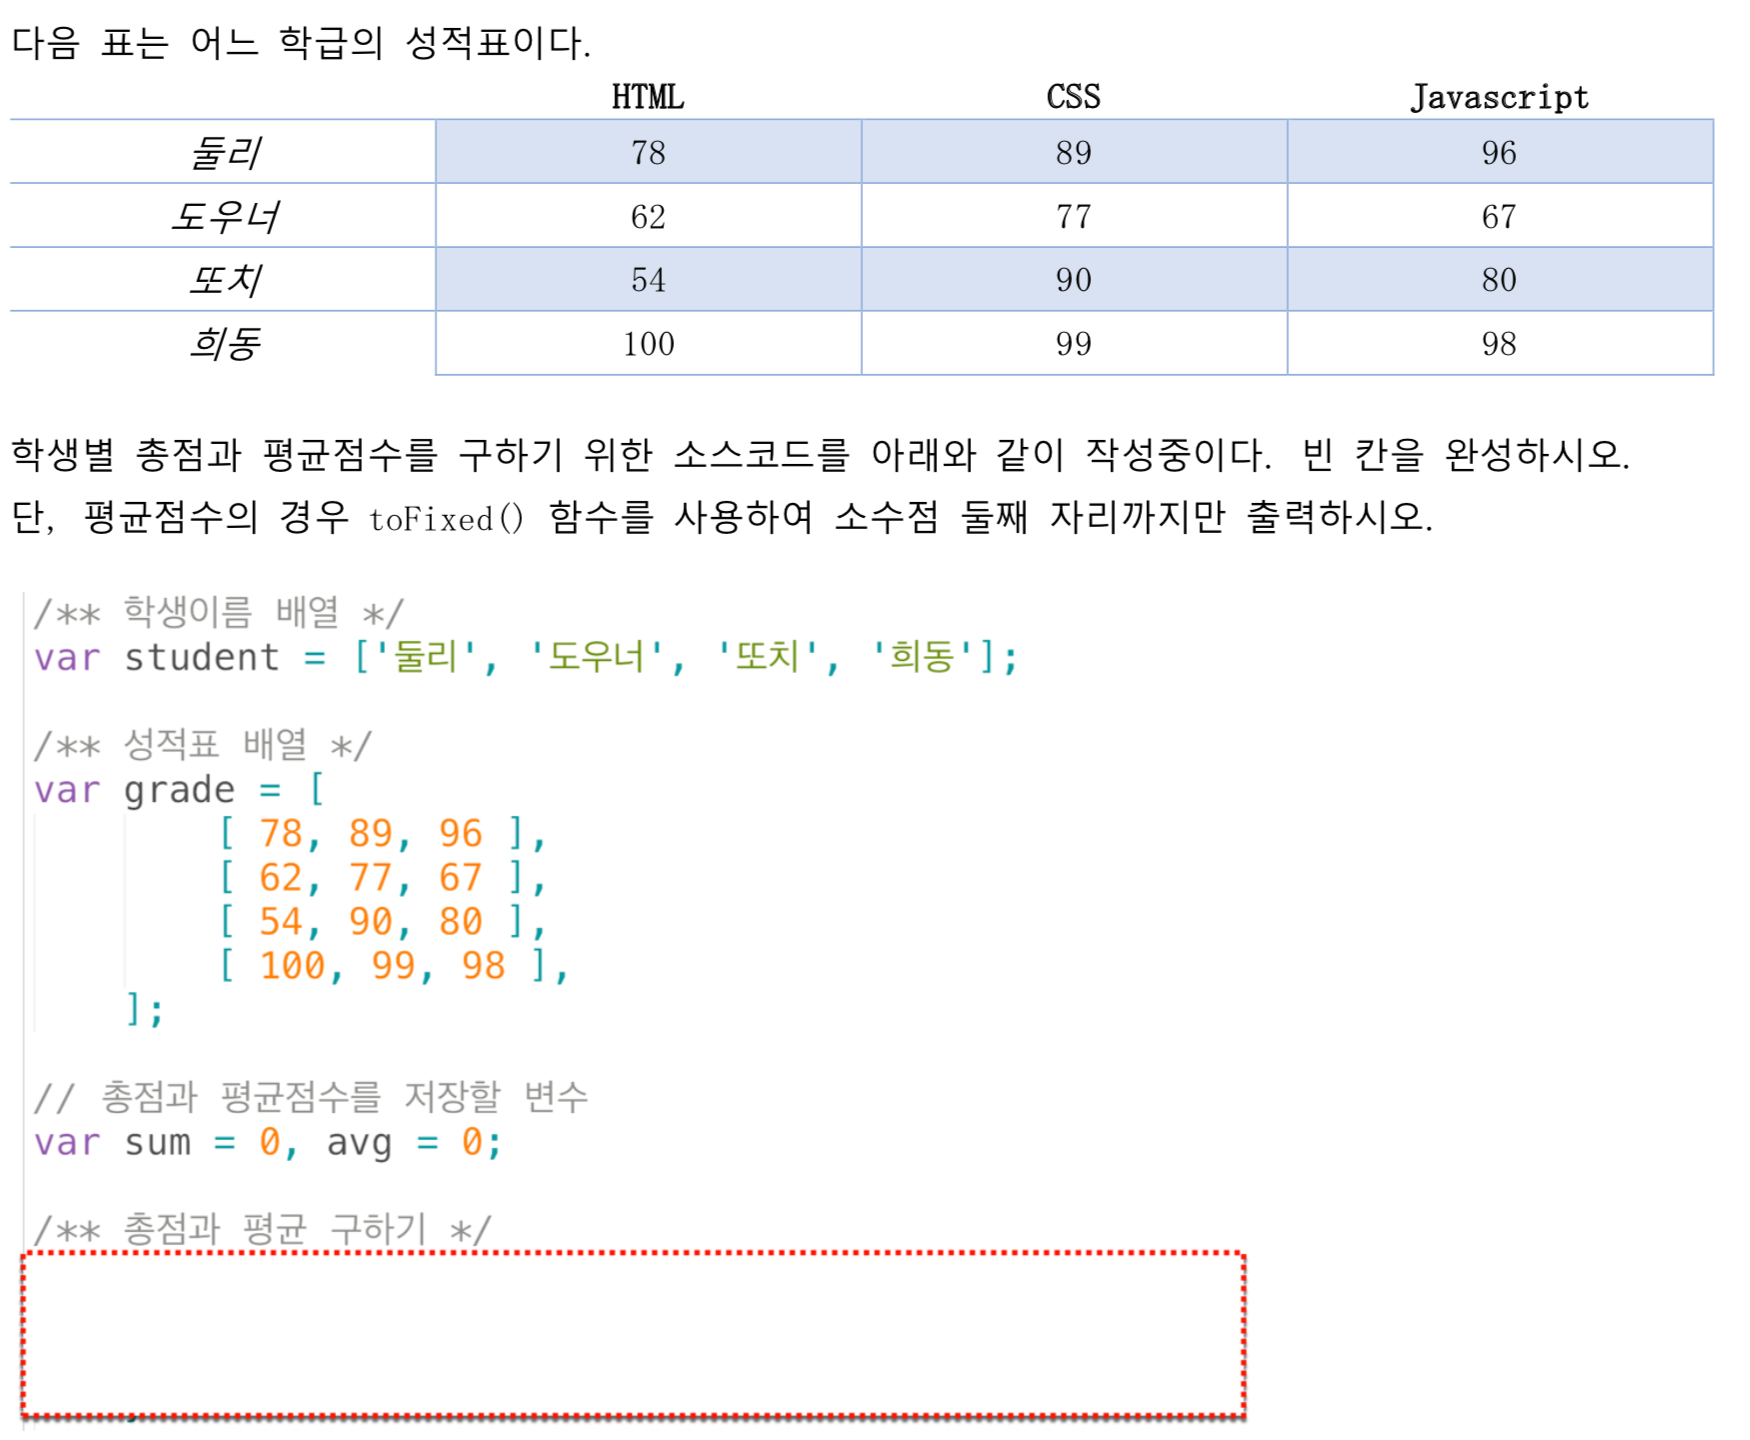 다음 표는 어느 학급의 성적표이다.
HTML CSS Javascript
둘리 78 89 96
도우너 62 77 67
또치 54 90 80
희동 100 99 98
학생별 총점과 평균점수를 구하기 위한 소스코드를 아래와 같이 작성중이다. 빈 칸을 완성하시오.
단, 평균점수의 경우 toFixed() 함수를 사용하여 소수점 둘째 자리까지만 출력하시오.
/** 학생이름 배열 */
var student = ['둘리', '도우너', '또치', '희동'];
/** 성적표 배열 */
var grade = [
[ 78, 89, 96 ],
[ 62, 77, 67 ],
[ 54, 90, 80 ],
[ 100, 99, 98 ],
];
// 총점과 평균점수를 저장할 변수
var sum = 0, avg = 0;
/** 총점과 평균 구하기 */